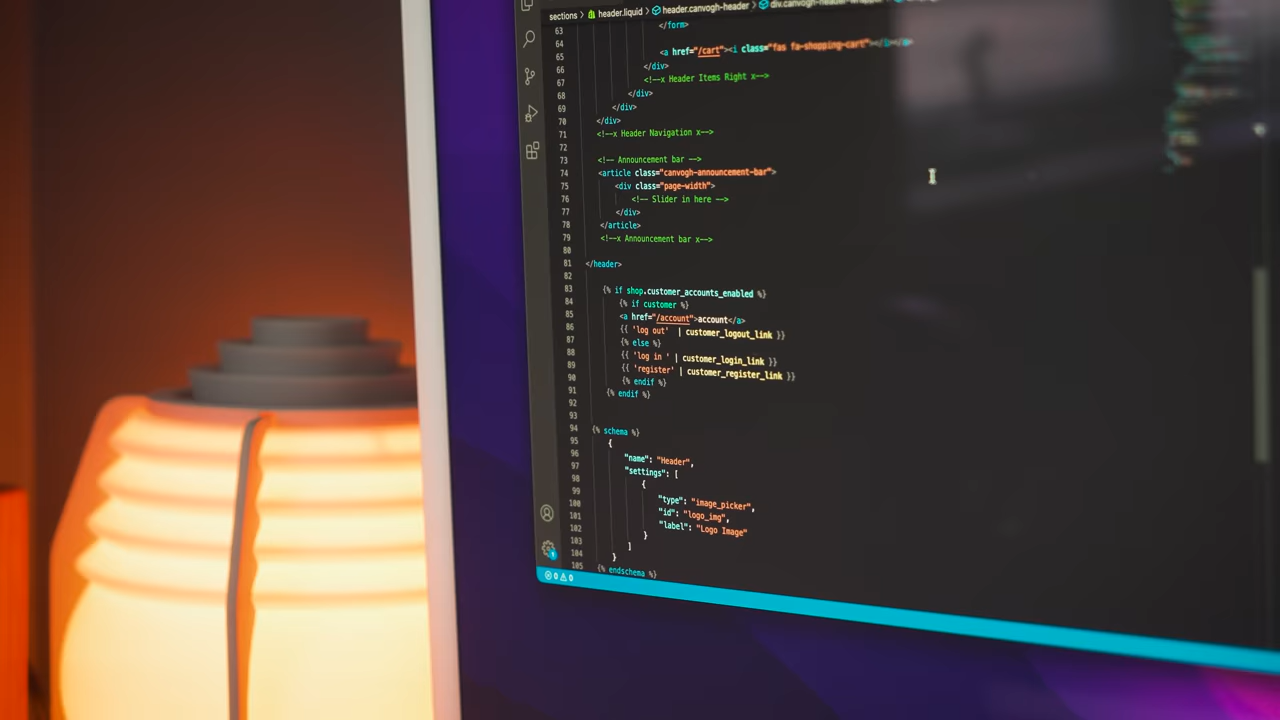 sections > header.liquid > header.canvogh-header > div.canvogh-header-wrapper >
63
64 </form>
65
66 <a href="/cart"><i class="fas fa-shopping-cart"></i></a>
67 </div>
68 <!--x Header Items Right x-->
69 </div>
70 </div>
71 </div>
72 <!--x Header Navigation x-->
73
74 <!-- Announcement bar -->
75 <article class="canvogh-announcement-bar">
76 <div class="page-width">
77 <!-- Slider in here -->
78 </div>
79 </article>
80 <!--x Announcement bar x-->
81
82 </header>
83
84 {% if shop.customer_accounts_enabled %}
85 {% if customer %}
86 <a href="/account">account</a>
87 {{ 'log out' | customer_logout_link }}
88 {% else %}
89 {{ 'log in ' | customer_login_link }}
90 {{ 'register' | customer_register_link }}
91 {% endif %}
92 {% endif %}
93
94
95 {% schema %}
96 {
97 "name": "Header",
98 "settings": [
99 {
100 "type": "image_picker",
101 "id": "logo_img",
102 "label": "Logo Image"
103 }
104 ]
105 }
{% endschema %}
0 0